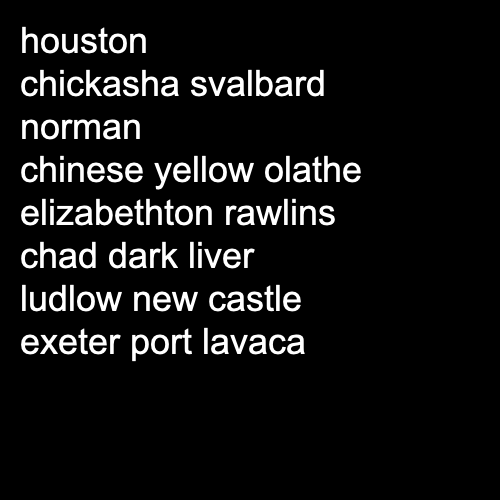 houston
chickasha svalbard
norman
chinese yellow olathe
elizabethton rawlins
chad dark liver
ludlow new castle
exeter port lavaca